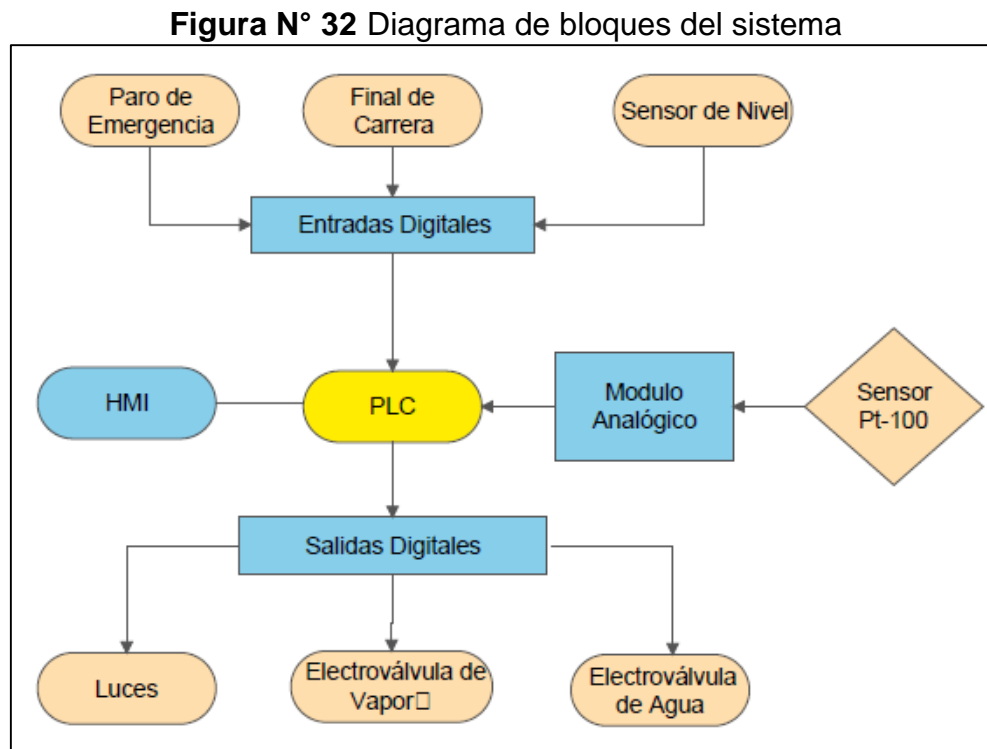 Figura N° 32 Diagrama de bloques del sistema
Paro de
Emergencia
Final de
Carrera
Sensor de Nivel
Entradas Digitales
HMI
PLC
Modulo
Analógico
Sensor
Pt-100
Salidas Digitales
Luces
Electroválvula de
Vapor□
Electroválvula
de Agua